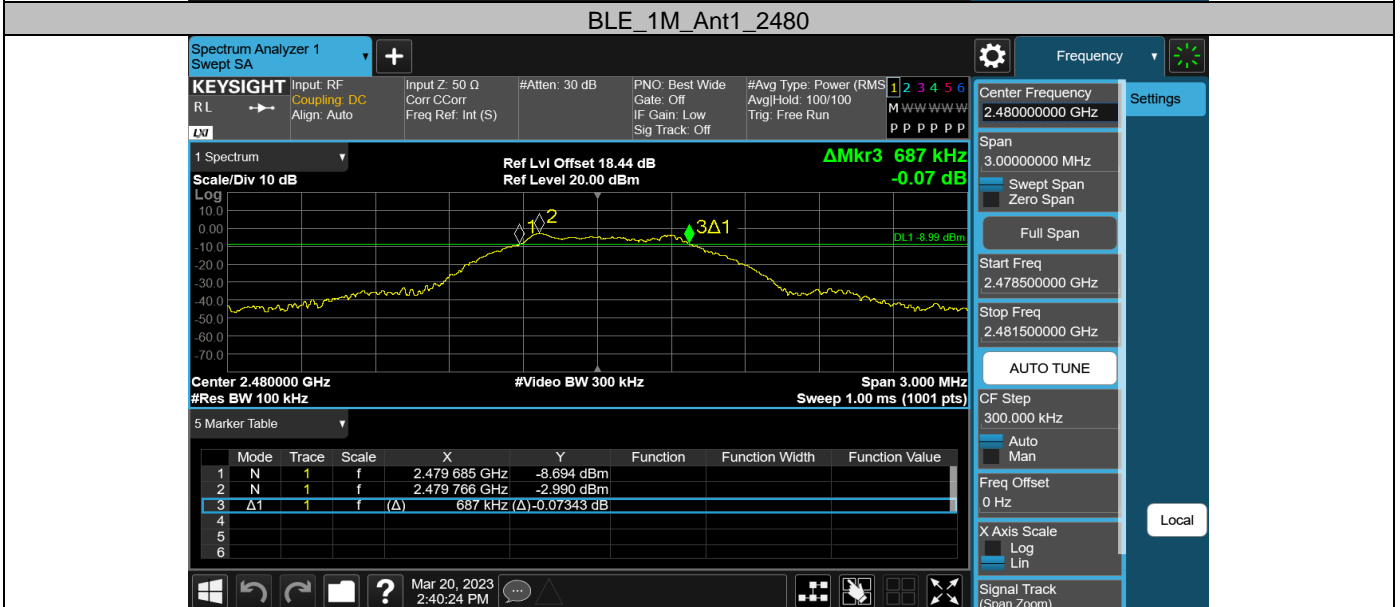 BLE_1M_Ant1_2480
Spectrum Analyzer 1
Swept SA
+
Frequency
KEYSIGHT
RL
LXI
Input: RF
Coupling: DC
Align: Auto
Input Z: 50 Ω
Corr CCorr
Freq Ref: Int (S)
#Atten: 30 dB
PNO: Best Wide
Gate: Off
IF Gain: Low
Sig Track: Off
#Avg Type: Power (RMS
Avg|Hold: 100/100
Trig: Free Run
1 2 3 4 5 6
M W W W W W
P P P P P P
1 Spectrum
Scale/Div 10 dB
Ref Lvl Offset 18.44 dB
Ref Level 20.00 dBm
ΔMkr3 687 kHz
-0.07 dB
Log
10.0
0.00
-10.0
-20.0
-30.0
-40.0
-50.0
-60.0
-70.0
1
2
3Δ1
DL1 -8.99 dBm
Center 2.480000 GHz
#Video BW 300 kHz
Span 3.000 MHz
#Res BW 100 kHz
Sweep 1.00 ms (1001 pts)
5 Marker Table
Mode Trace Scale X Y Function Function Width Function Value
1 N 1 f 2.479 685 GHz -8.694 dBm
2 N 1 f 2.479 766 GHz -2.990 dBm
3 Δ1 1 f (Δ) 687 kHz (Δ) -0.07343 dB
4
5
6
?
Mar 20, 2023
2:40:24 PM
Center Frequency
2.480000000 GHz
Settings
Span
3.00000000 MHz
Swept Span
Zero Span
Full Span
Start Freq
2.478500000 GHz
Stop Freq
2.481500000 GHz
AUTO TUNE
CF Step
300.000 kHz
Auto
Man
Freq Offset
0 Hz
Local
X Axis Scale
Log
Lin
Signal Track
(Span Zoom)